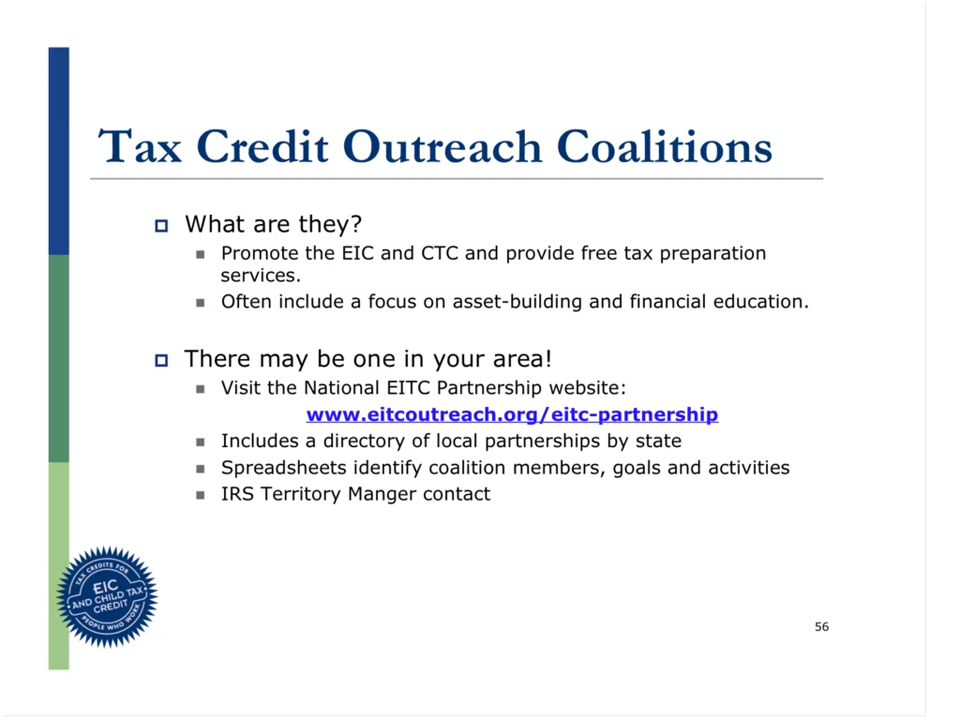 Tax Credit Outreach Coalitions
What are they?
Promote the EIC and CTC and provide free tax preparation
services.
Often include a focus on asset-building and financial education.
There may be one in your area!
Visit the National EITC Partnership website:
www.eitcoutreach.org/eitc-partnership
Includes a directory of local partnerships by state
Spreadsheets identify coalition members, goals and activities
IRS Territory Manger contact
TAX CREDITS FOR
EIC
AND CHILD TAX
CREDIT
PEOPLE WHO WORK
56